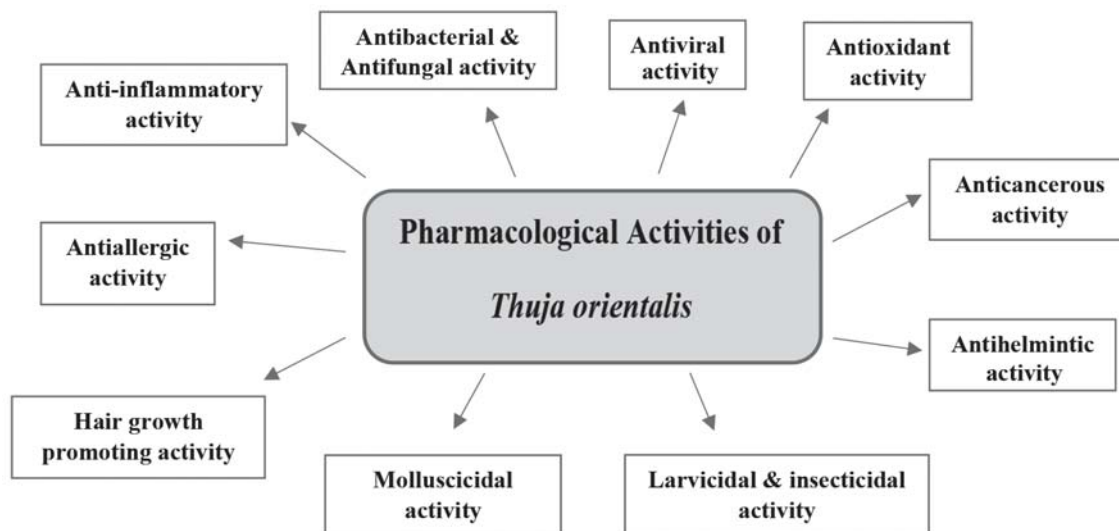 Antibacterial &
Antifungal activity
Antiviral
activity
Antioxidant
activity
Anti-inflammatory
activity
Anticancerous
activity
Pharmacological Activities of
Thuja orientalis
Antiallergic
activity
Antihelmintic
activity
Hair growth
promoting activity
Molluscicidal
activity
Larvicidal & insecticidal
activity